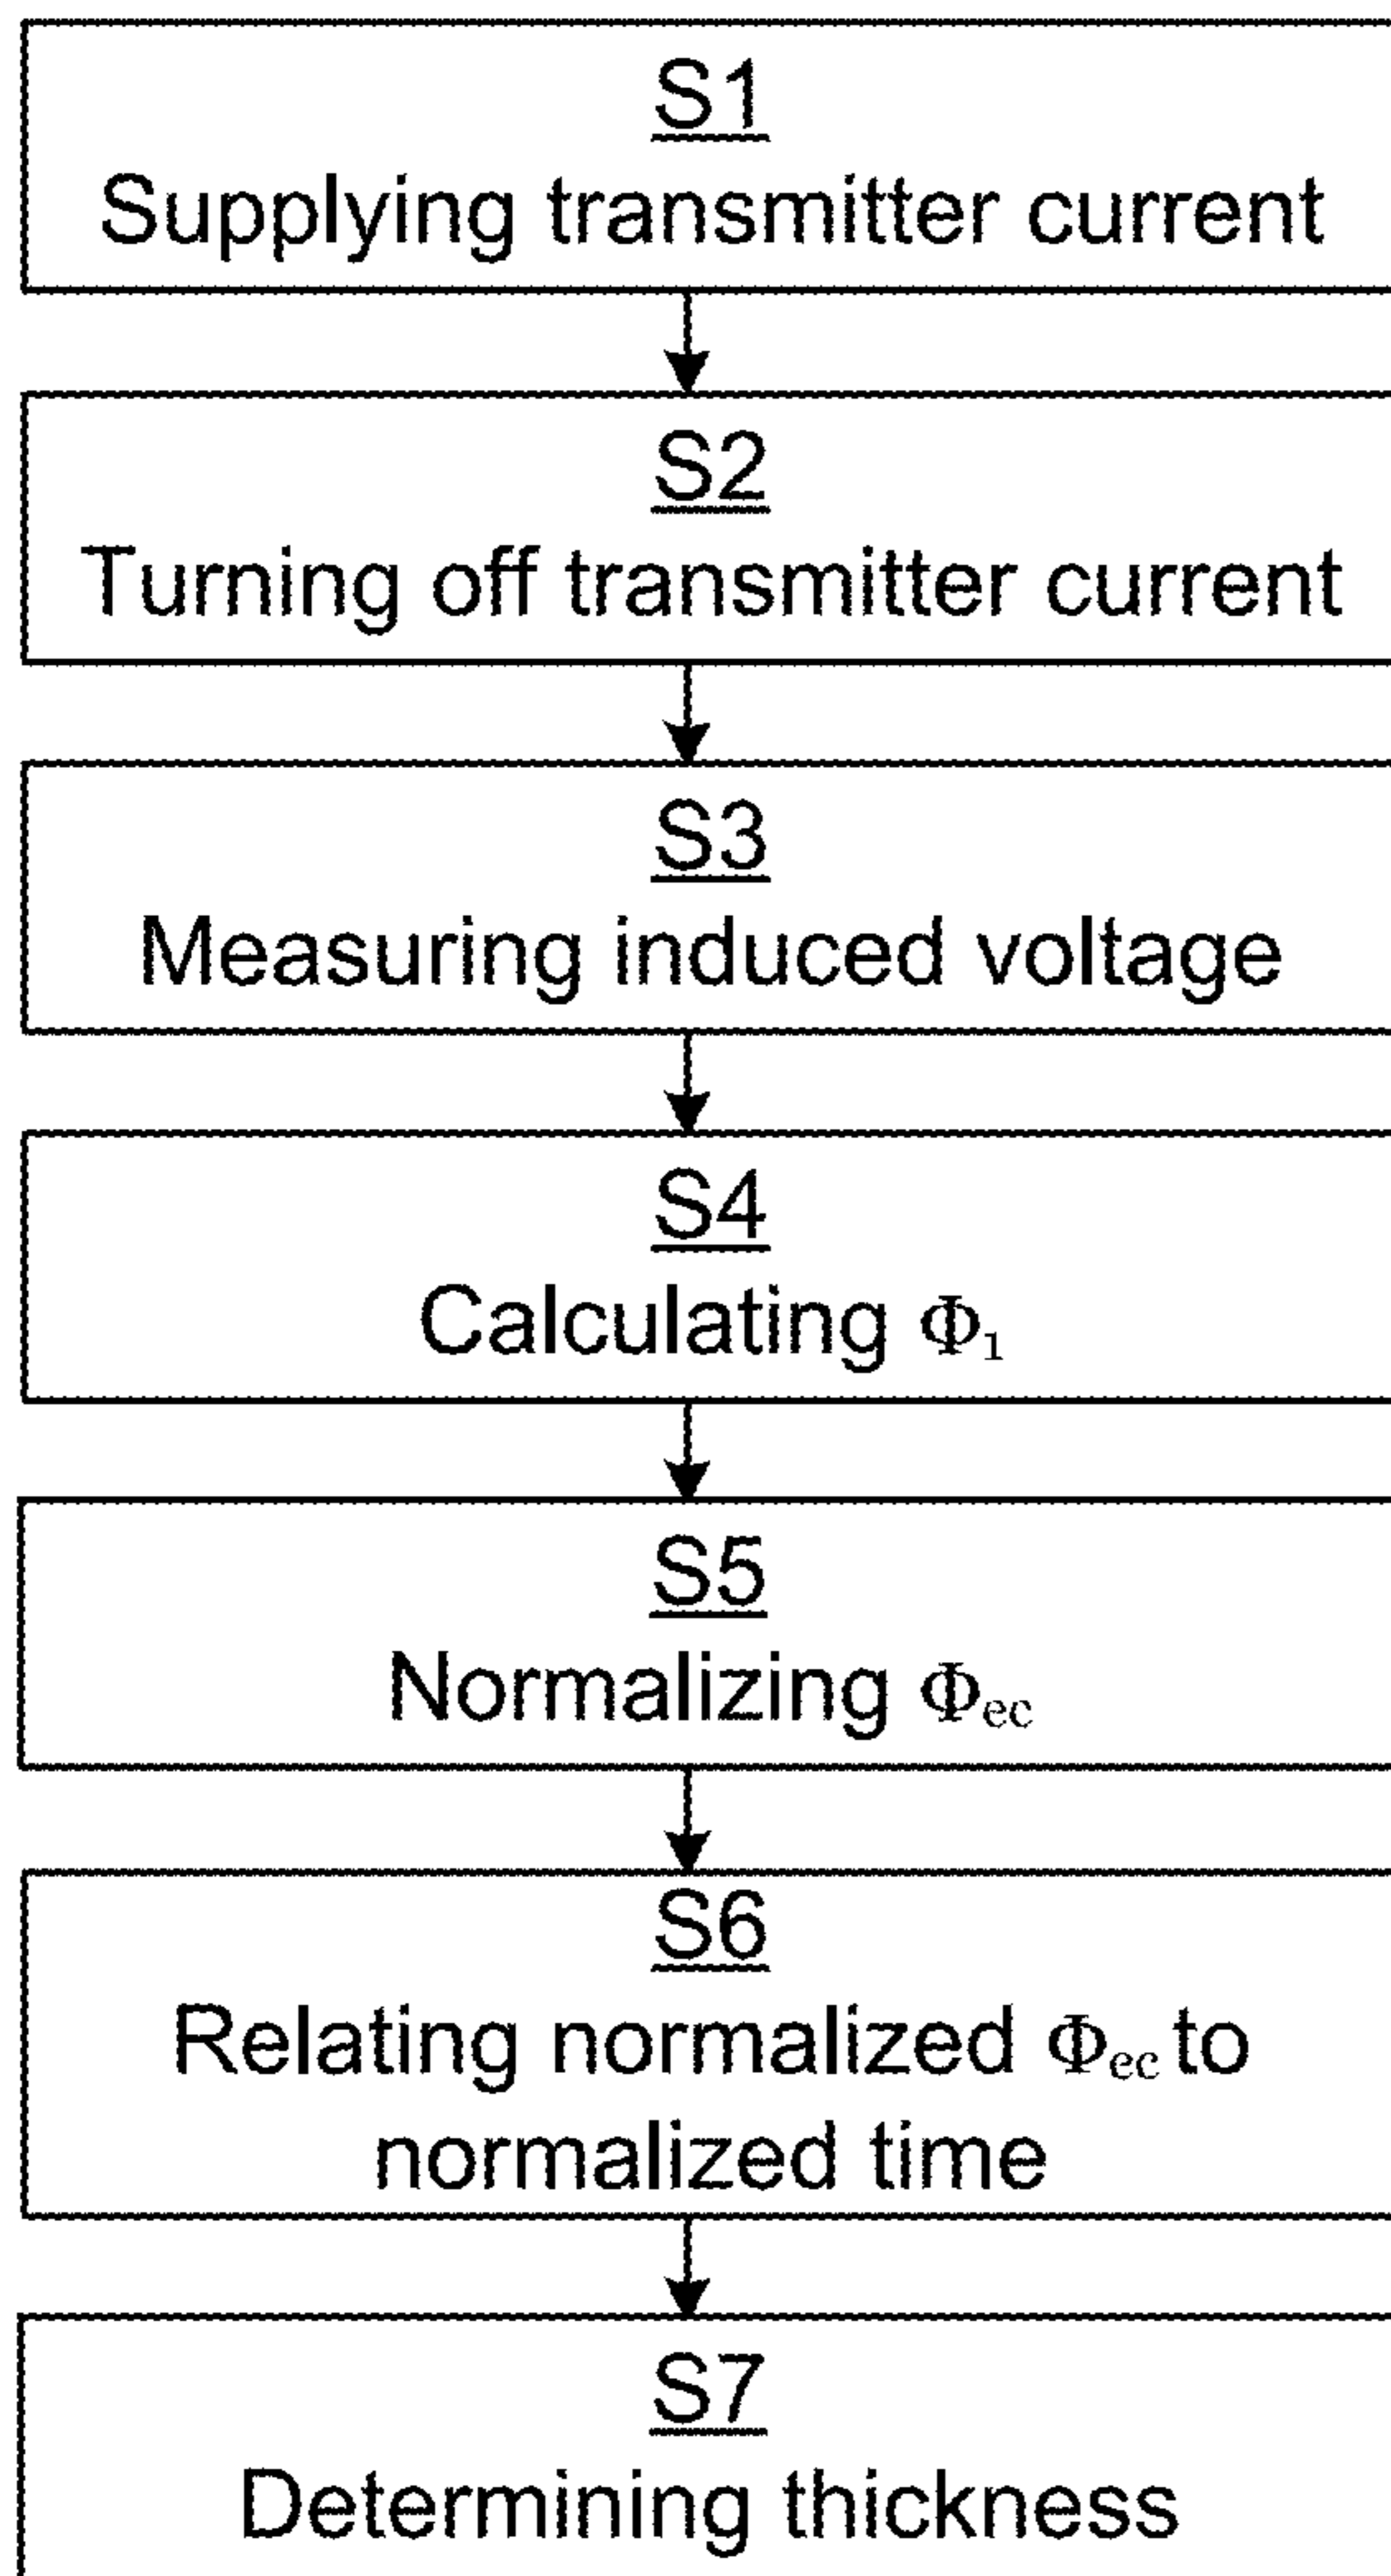 S1
Supplying transmitter current
S2
Turning off transmitter current
S3
Measuring induced voltage
S4
Calculating Φ₁
S5
Normalizing Φec
S6
Relating normalized Φec to
normalized time
S7
Determining thickness